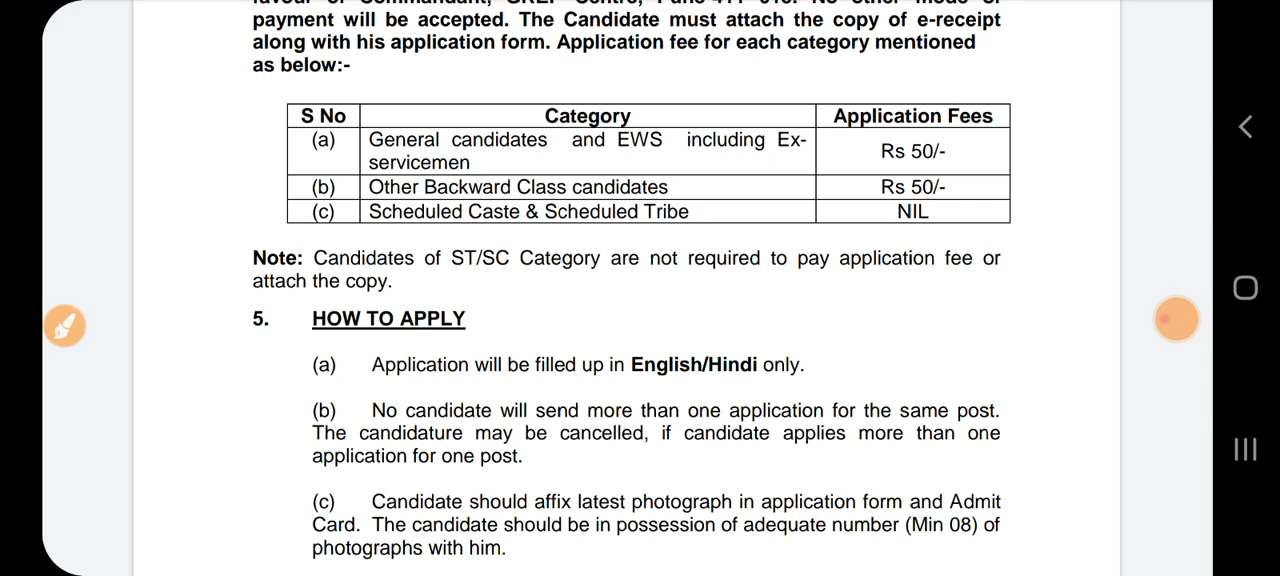 payment will be accepted. The Candidate must attach the copy of e-receipt
along with his application form. Application fee for each category mentioned
as below:-
S No Category Application Fees
(a) General candidates and EWS including Ex-
servicemen Rs 50/-
(b) Other Backward Class candidates Rs 50/-
(c) Scheduled Caste & Scheduled Tribe NIL
Note: Candidates of ST/SC Category are not required to pay application fee or
attach the copy.
5. HOW TO APPLY
(a) Application will be filled up in English/Hindi only.
(b) No candidate will send more than one application for the same post.
The candidature may be cancelled, if candidate applies more than one
application for one post.
(c) Candidate should affix latest photograph in application form and Admit
Card. The candidate should be in possession of adequate number (Min 08) of
photographs with him.